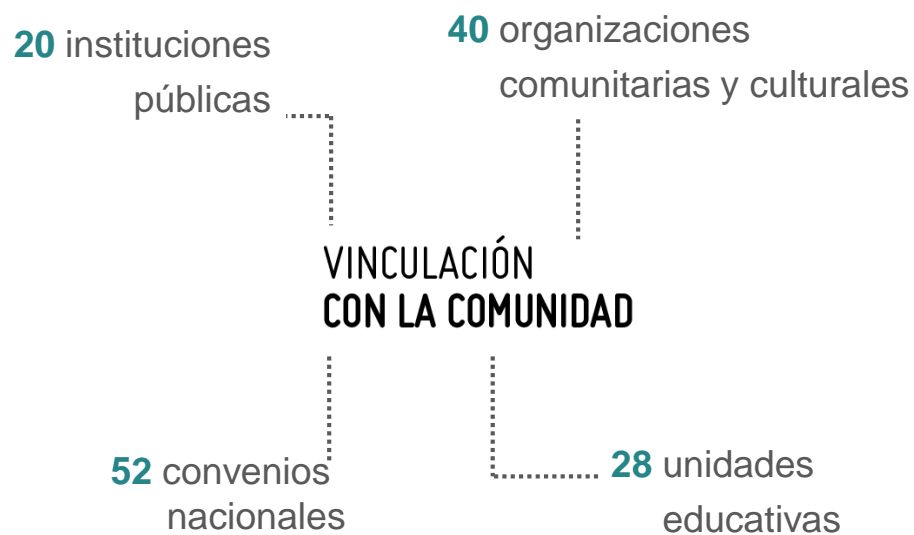 20 instituciones
públicas
40 organizaciones
comunitarias y culturales
VINCULACIÓN
CON LA COMUNIDAD
52 convenios
nacionales
28 unidades
educativas